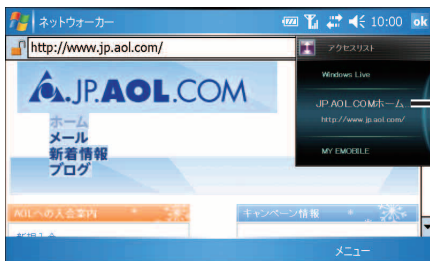 ネットウォーカー
10:00 ok
http://www.jp.aol.com/
アクセスリスト
Windows Live
JP.AOL.COMホーム
http://www.jp.aol.com/
MY EMOBILE
JP.AOL.COM
ホーム
メール
新着情報
ブログ
AOLへの入会案内
キャンペーン情報
メニュー